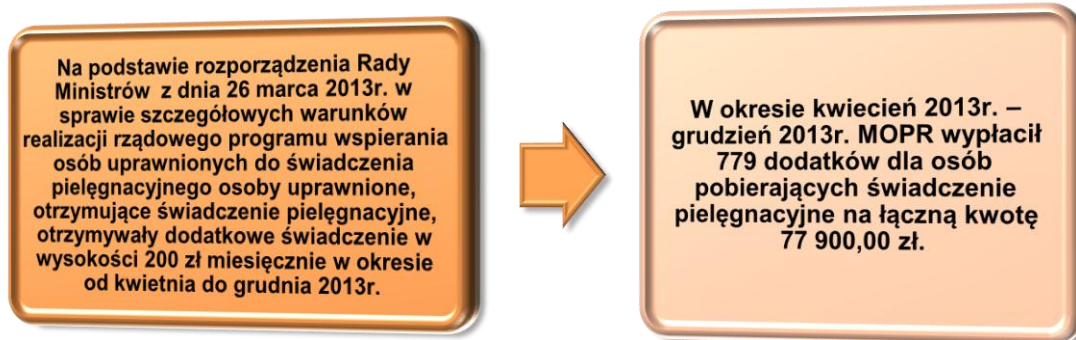 Na podstawie rozporządzenia Rady
Ministrów z dnia 26 marca 2013r. w
sprawie szczegółowych warunków
realizacji rządowego programu wspierania
osób uprawnionych do świadczenia
pielęgnacyjnego osoby uprawnione,
otrzymujące świadczenie pielęgnacyjne,
otrzymywały dodatkowe świadczenie w
wysokości 200 zł miesięcznie w okresie
od kwietnia do grudnia 2013r.
W okresie kwiecień 2013r. –
grudzień 2013r. MOPR wypłacił
779 dodatków dla osób
pobierających świadczenie
pielęgnacyjne na łączną kwotę
77 900,00 zł.